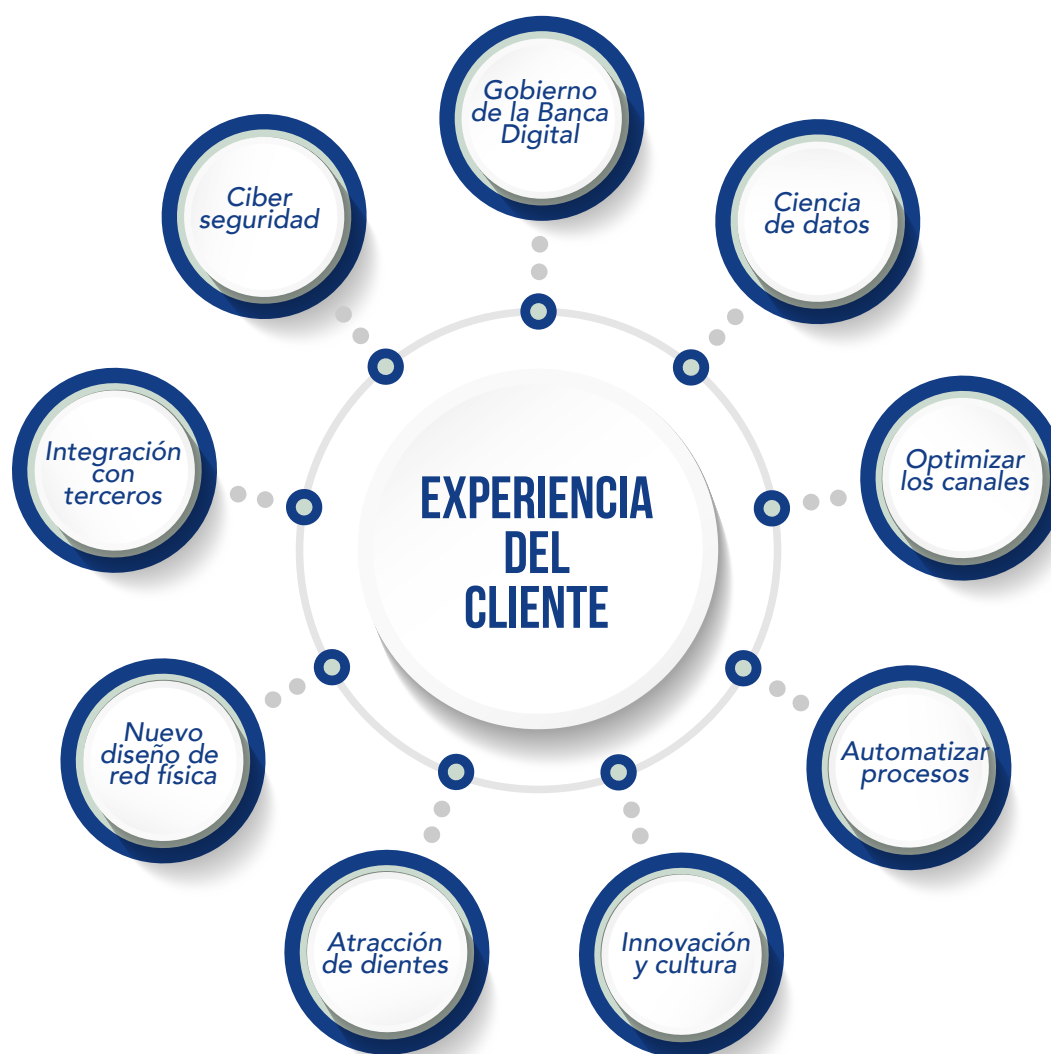 Gobierno
de la Banca
Digital
Ciencia
de datos
Optimizar
los canales
Automatizar
procesos
Innovación
y cultura
Atracción
de dientes
Nuevo
diseño de
red física
Integración
con
terceros
Ciber
seguridad
EXPERIENCIA
DEL
CLIENTE